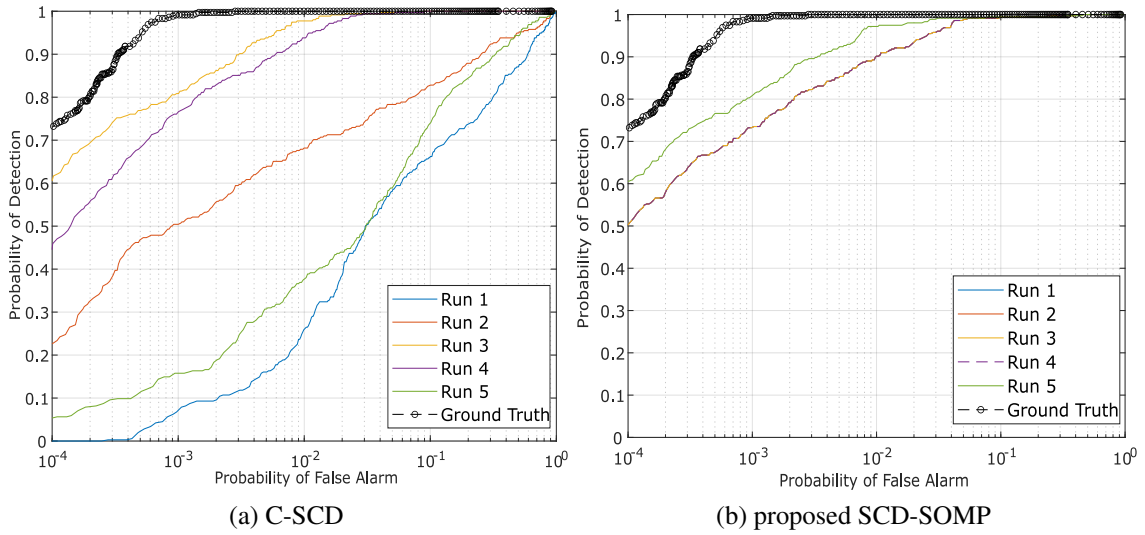 1
0.9
0.8
0.7
0.6
0.5
0.4
0.3
0.2
0.1
0
Probability of Detection
10^-4
10^-3
10^-2
10^-1
10^0
Probability of False Alarm
Run 1
Run 2
Run 3
Run 4
Run 5
Ground Truth
(a) C-SCD
1
0.9
0.8
0.7
0.6
0.5
0.4
0.3
0.2
0.1
0
Probability of Detection
10^-4
10^-3
10^-2
10^-1
10^0
Probability of False Alarm
Run 1
Run 2
Run 3
Run 4
Run 5
Ground Truth
(b) proposed SCD-SOMP